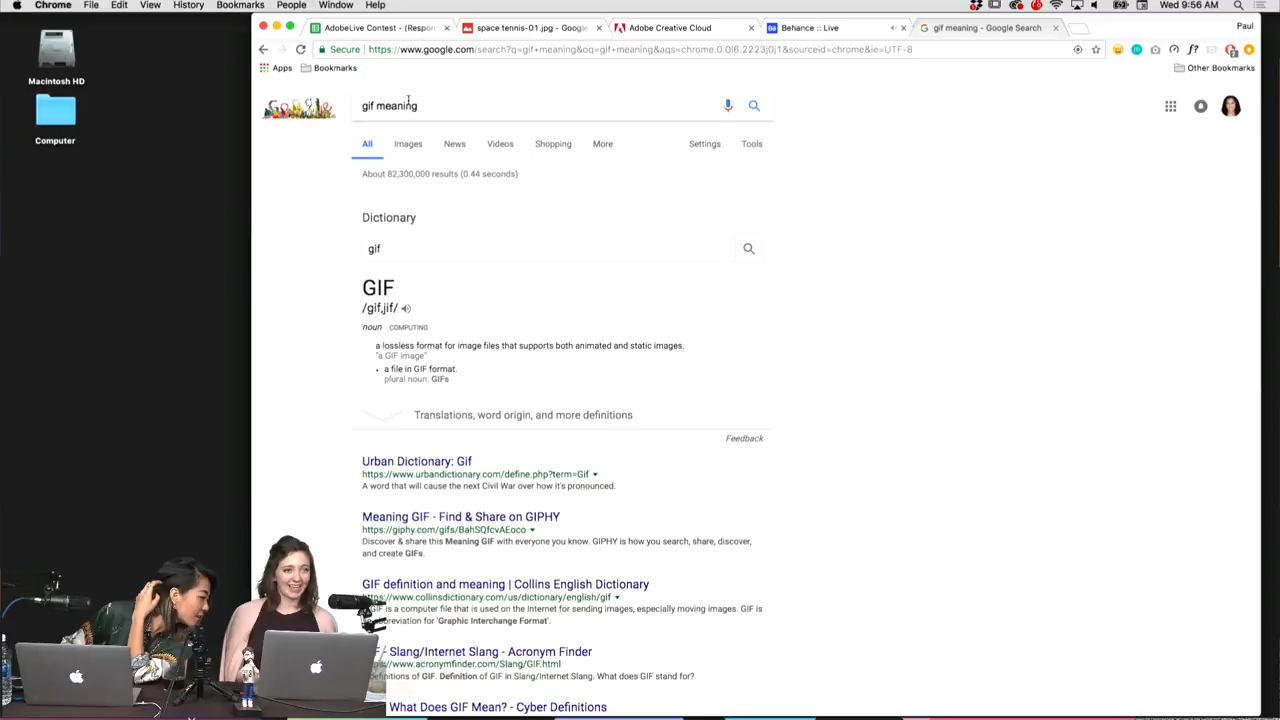 Chrome File Edit View History Bookmarks People Window Help Wed 9:56 AM
AdobeLive Contest - (Respon space tennis-01.jpg - Google Adobe Creative Cloud Behance :: Live gif meaning - Google Search Paul
Secure https://www.google.com/search?q=gif+meaning&oq=gif+meaning&aqs=chrome.0.0l6.2223j0j1&sourceid=chrome&ie=UTF-8
Apps Bookmarks Other Bookmarks
Macintosh HD
Computer
gif meaning
All Images News Videos Shopping More Settings Tools
About 82,300,000 results (0.44 seconds)
Dictionary
gif
GIF
/gif,jif/
noun COMPUTING
a lossless format for image files that supports both animated and static images.
"a GIF image"
• a file in GIF format.
plural noun: GIFs
Translations, word origin, and more definitions
Feedback
Urban Dictionary: Gif
https://www.urbandictionary.com/define.php?term=Gif
A word that will cause the next Civil War over how it's pronounced.
Meaning GIF - Find & Share on GIPHY
https://giphy.com/gifs/BahSQfcvAEoco
Discover & share this Meaning GIF with everyone you know. GIPHY is how you search, share, discover,
and create GIFs.
GIF definition and meaning | Collins English Dictionary
https://www.collinsdictionary.com/us/dictionary/english/gif
GIF is a computer file that is used on the Internet for sending images, especially moving images. GIF is
abbreviation for 'Graphic Interchange Format'.
- Slang/Internet Slang - Acronym Finder
www.acronymfinder.com/Slang/GIF.html
efinitions of GIF. Definition of GIF in Slang/Internet Slang. What does GIF stand for?
What Does GIF Mean? - Cyber Definitions